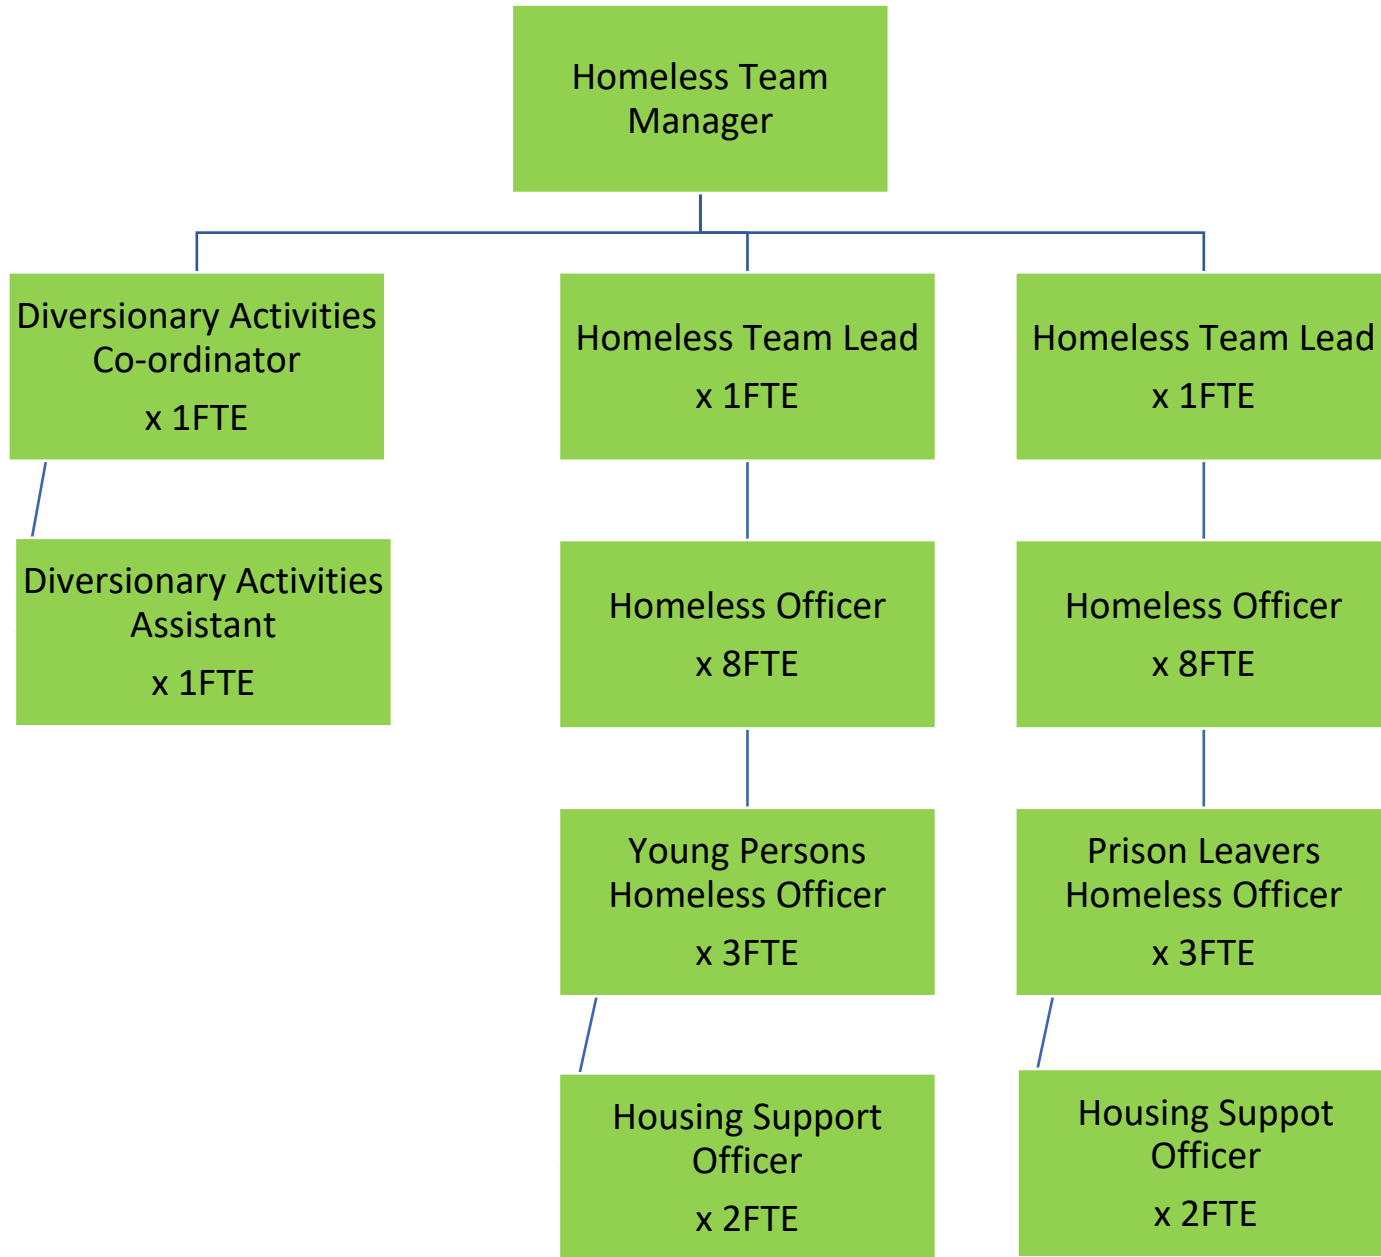 Homeless Team
Manager
Diversionary Activities
Co-ordinator
x 1FTE
Homeless Team Lead
x 1FTE
Homeless Team Lead
x 1FTE
Diversionary Activities
Assistant
x 1FTE
Homeless Officer
x 8FTE
Homeless Officer
x 8FTE
Young Persons
Homeless Officer
x 3FTE
Prison Leavers
Homeless Officer
x 3FTE
Housing Support
Officer
x 2FTE
Housing Suppot
Officer
x 2FTE